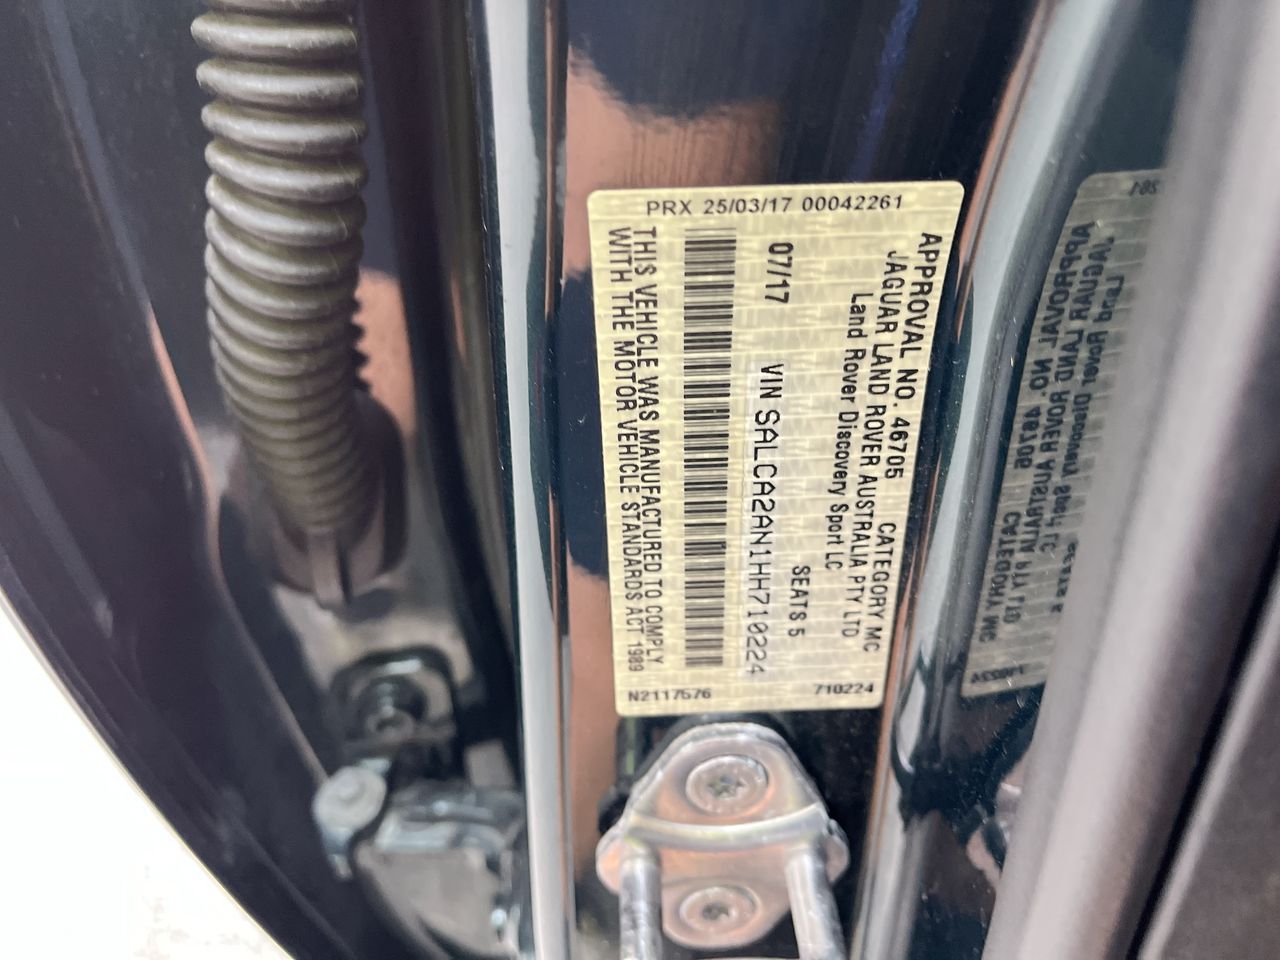 PRX 25/03/17 00042261
APPROVAL NO. 46705 CATEGORY MC
JAGUAR LAND ROVER AUSTRALIA PTY LTD
Land Rover Discovery Sport LC
07/17 SEATS 5
VIN SALCA2AN1HH710224
THIS VEHICLE WAS MANUFACTURED TO COMPLY
WITH THE MOTOR VEHICLE STANDARDS ACT 1989
N2117576 710224